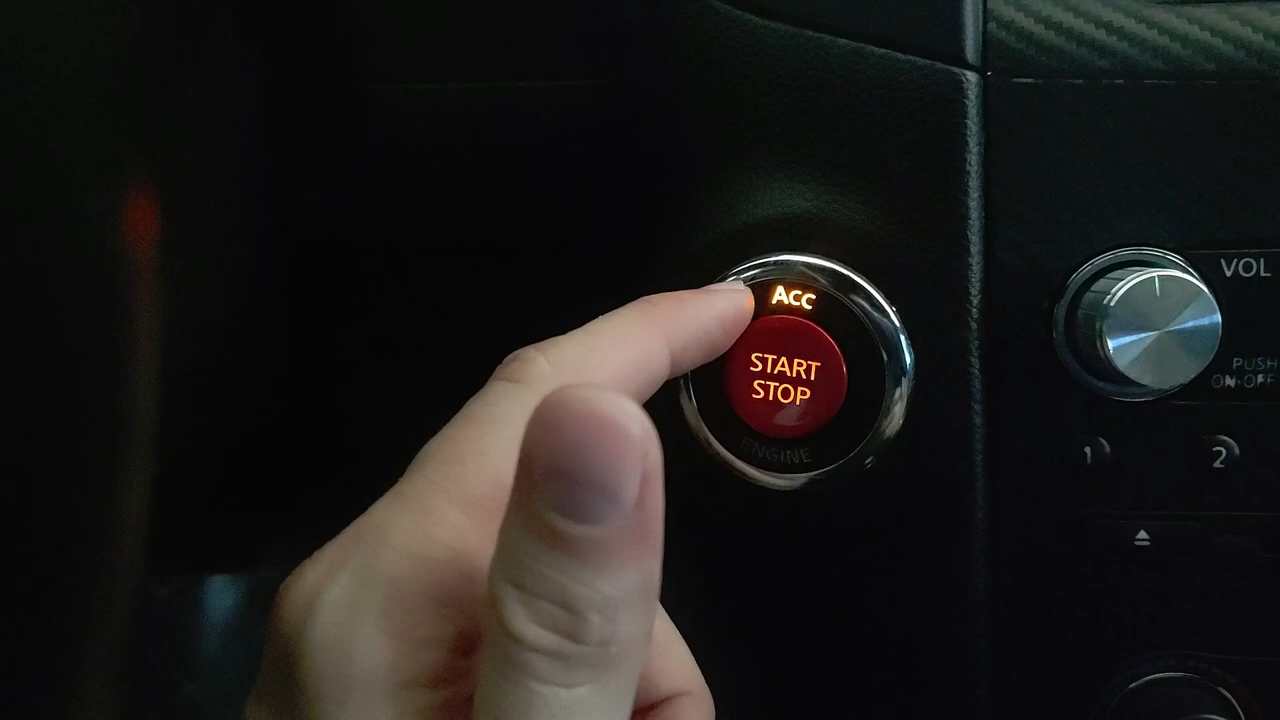 ACC
START
STOP
ENGINE
VOL
PUSH
ON·OFF
1
2